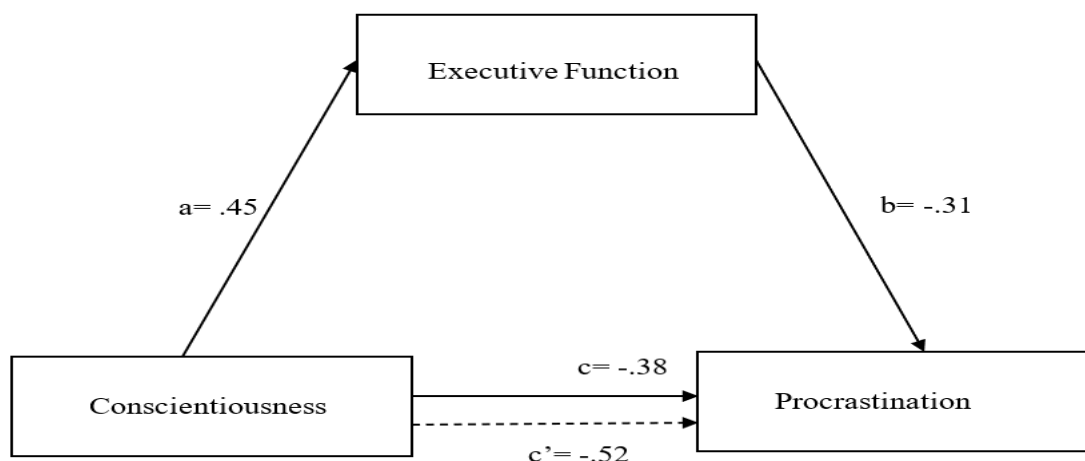 Executive Function
a= .45
b= -.31
c= -.38
Conscientiousness
Procrastination
c’= -.52